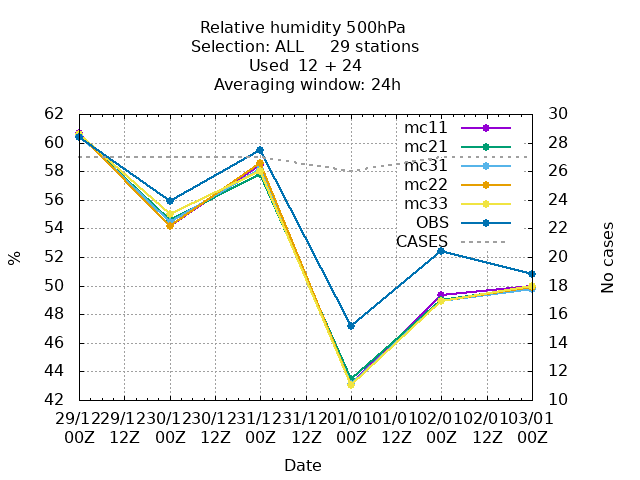 Relative humidity 500hPa
Selection: ALL 29 stations
Used 12 + 24
Averaging window: 24h
62 30
60 28
58 26
56 24
54 22
52 20
50 18
48 16
46 14
44 12
42 10
mc11
mc21
mc31
mc22
mc33
OBS
CASES
%
No cases
29/12 29/12 30/12 30/12 31/12 31/12 01/01 01/01 02/01 02/01 03/01
00Z 12Z 00Z 12Z 00Z 12Z 00Z 12Z 00Z 12Z 00Z
Date